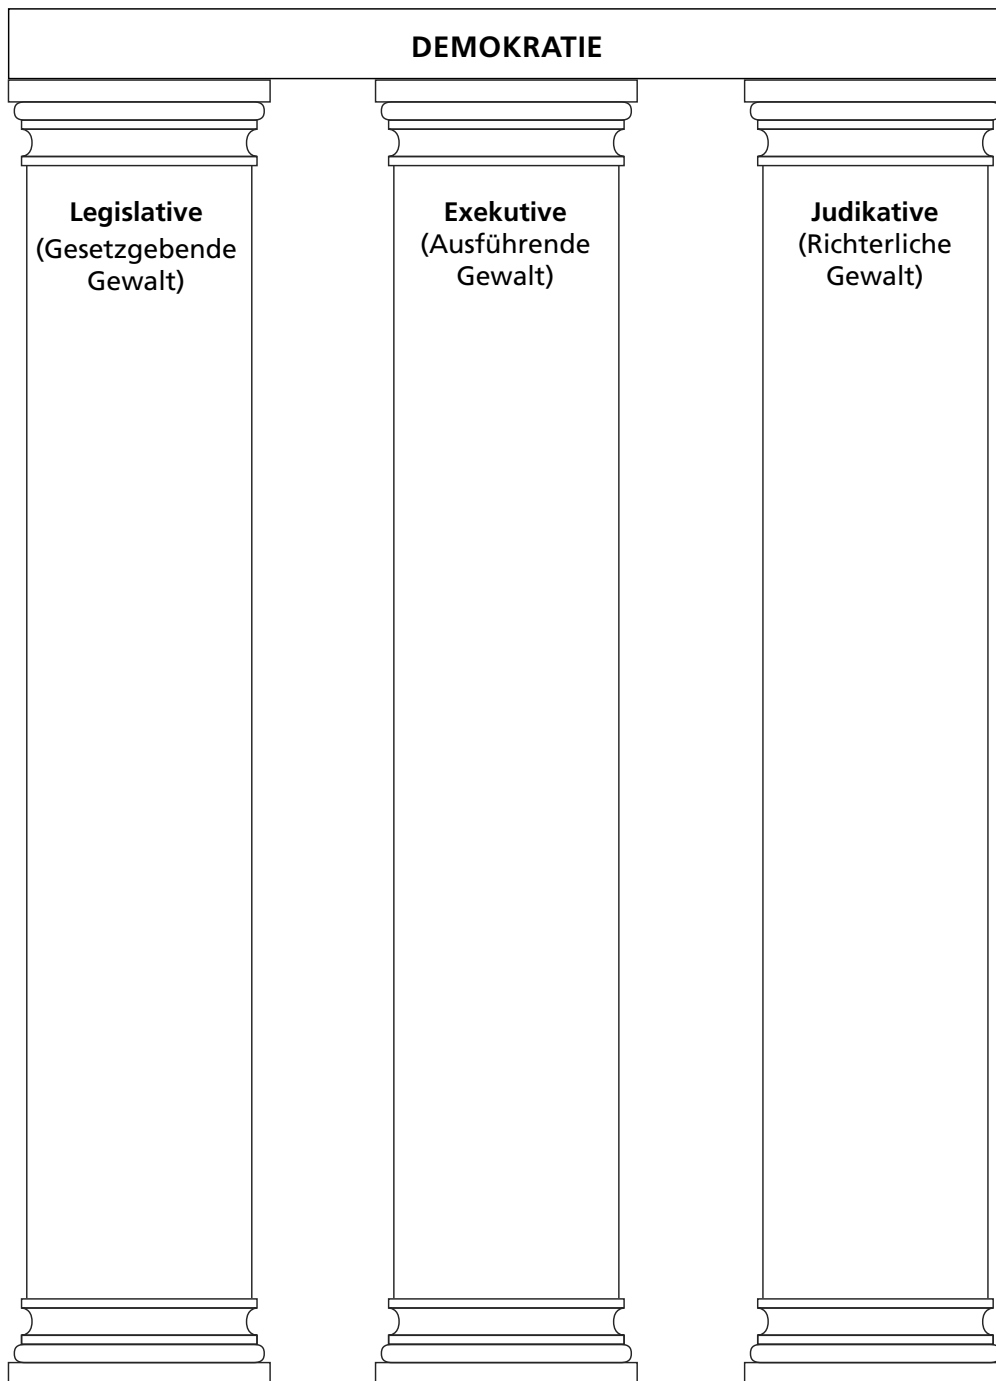 DEMOKRATIE
Legislative
(Gesetzgebende
Gewalt)
Exekutive
(Ausführende
Gewalt)
Judikative
(Richterliche
Gewalt)